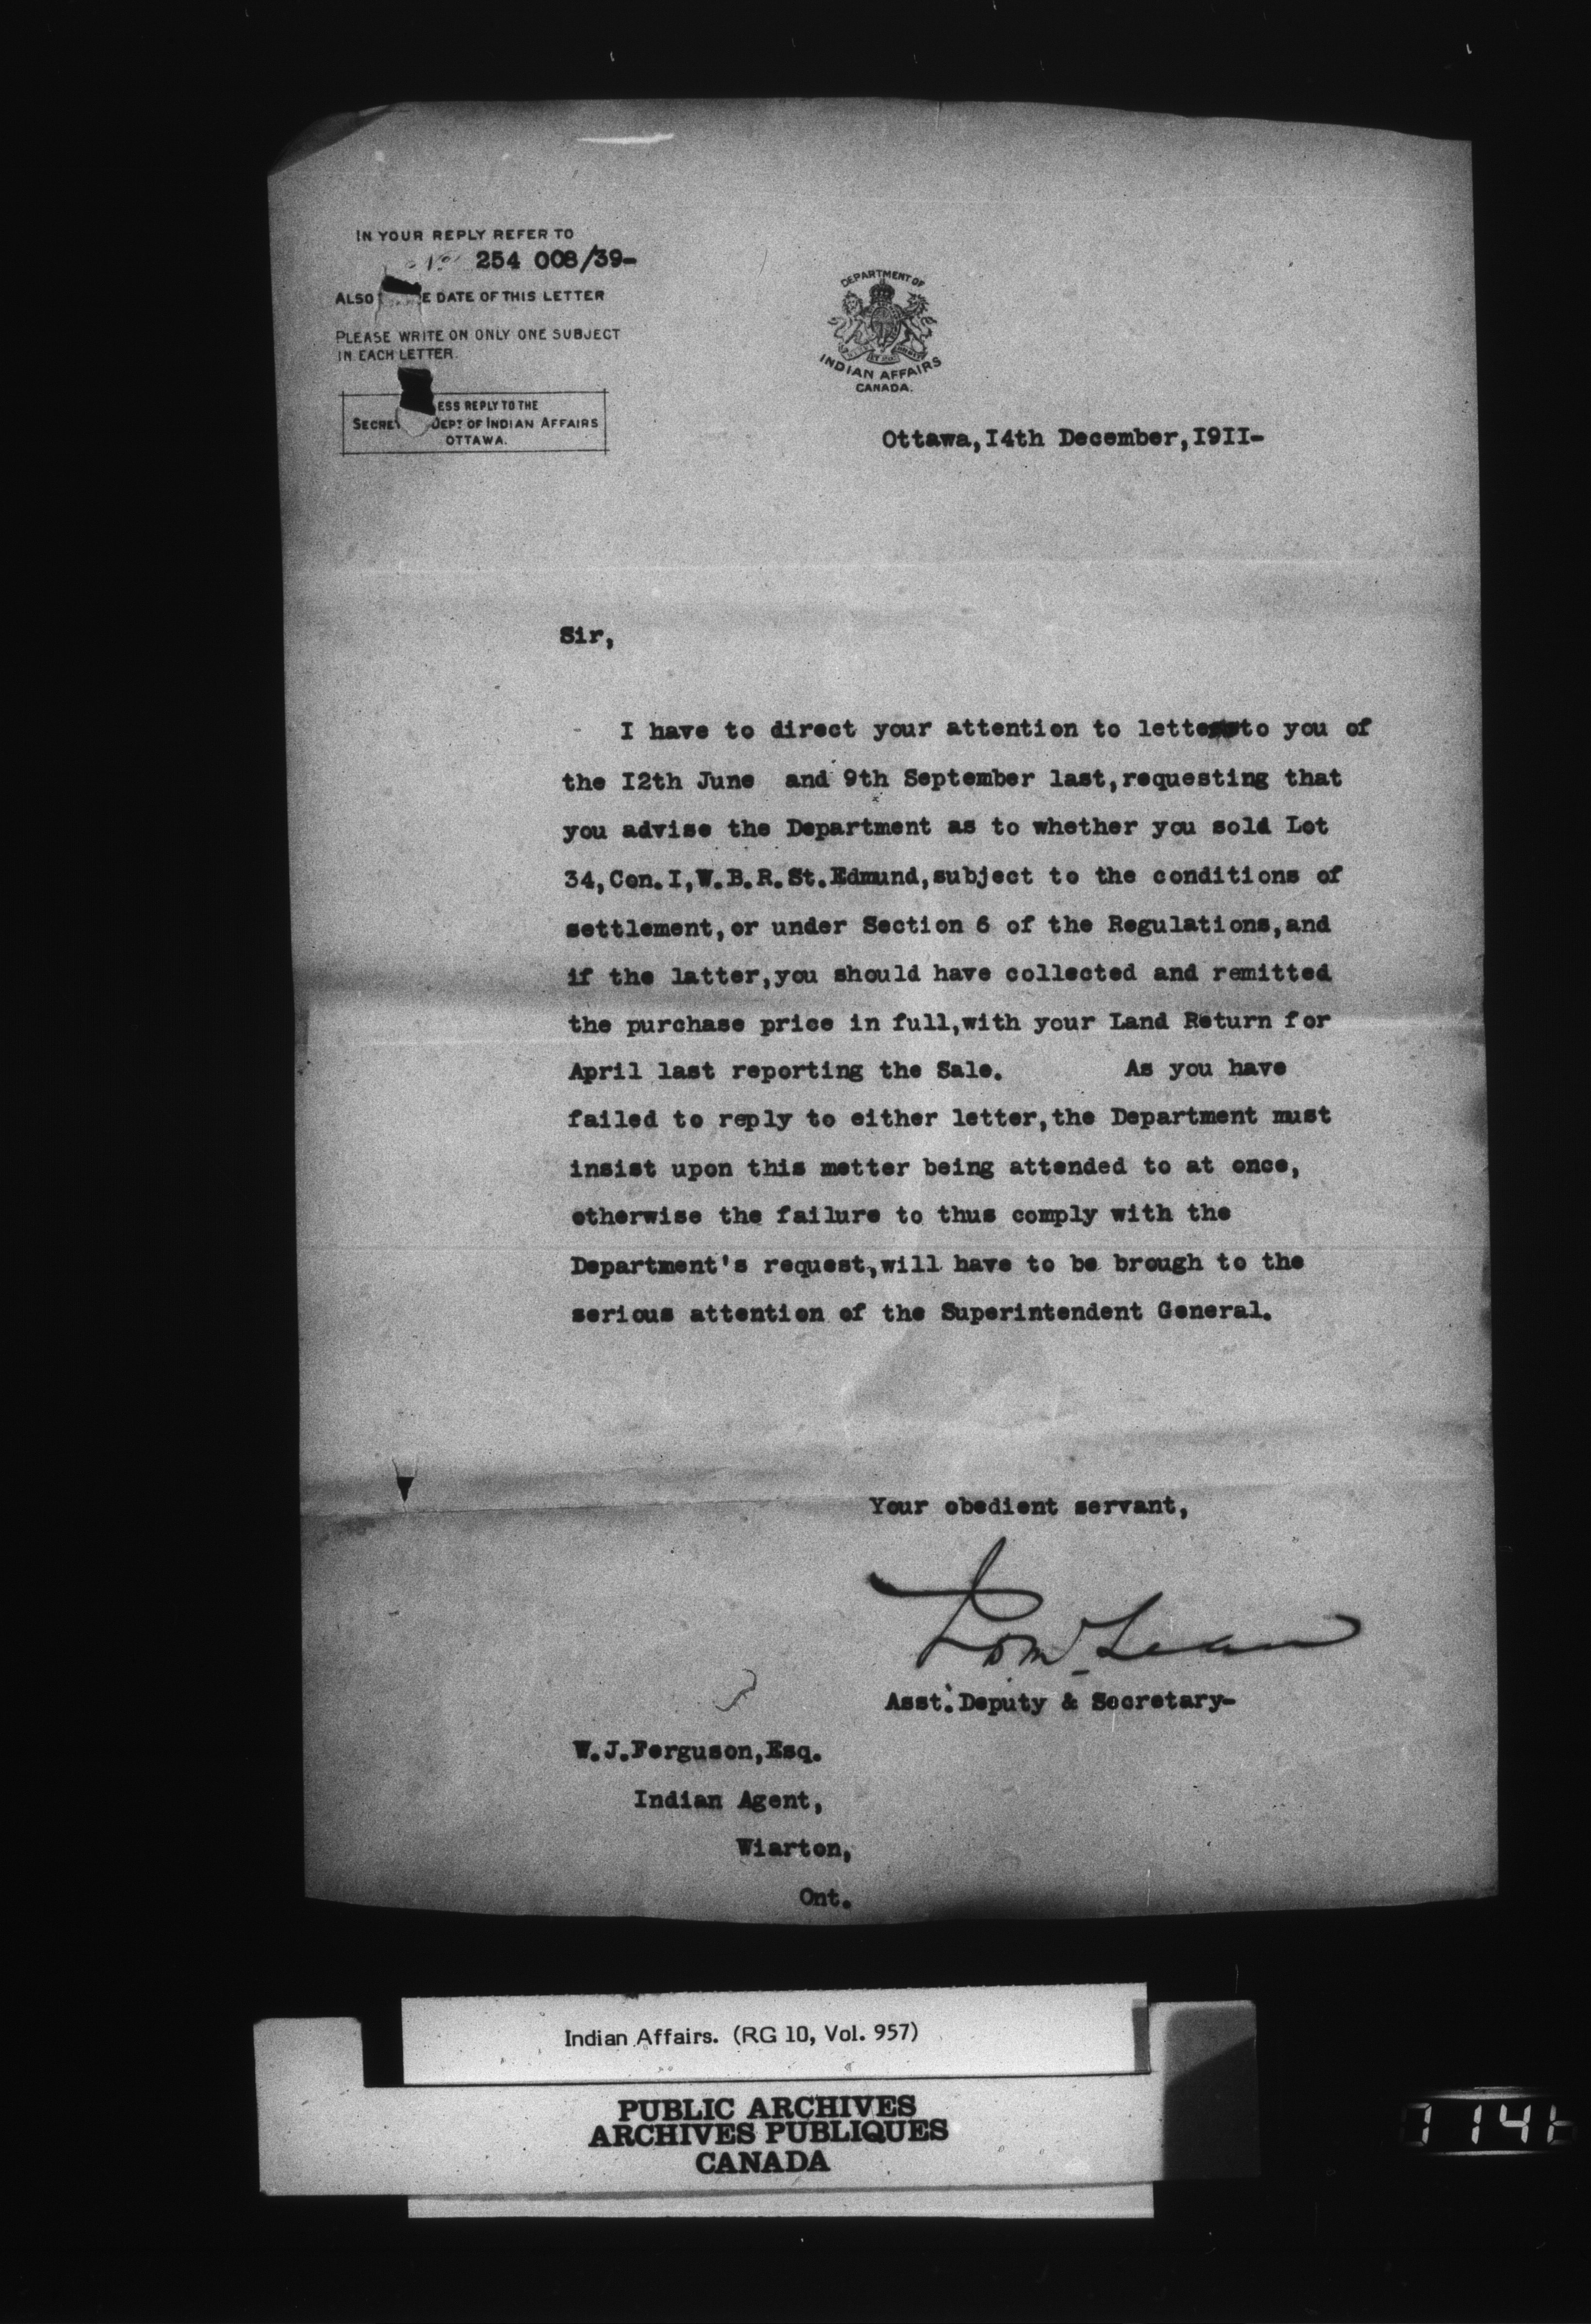 IN YOUR REPLY REFER TO
No. 254 008/39-
ALSO E DATE OF THIS LETTER
PLEASE WRITE ON ONLY ONE SUBJECT
IN EACH LETTER.
ESS REPLY TO THE
SECRE DEPT OF INDIAN AFFAIRS
OTTAWA.
DEPARTMENT OF
INDIAN AFFAIRS
CANADA.
Ottawa,I4th December,I9II-
Sir,
I have to direct your attention to letters to you of
the I2th June and 9th September last,requesting that
you advise the Department as to whether you sold Lot
34,Con.I,W.B.R.St.Edmund,subject to the conditions of
settlement,or under Section 6 of the Regulations,and
if the latter,you should have collected and remitted
the purchase price in full,with your Land Return for
April last reporting the Sale. As you have
failed to reply to either letter,the Department must
insist upon this metter being attended to at once,
otherwise the failure to thus comply with the
Department's request,will have to be brough to the
serious attention of the Superintendent General.
Your obedient servant,
Asst.Deputy & Secretary-
W.J.Ferguson,Esq.
Indian Agent,
Wiarton,
Ont.
Indian Affairs. (RG 10, Vol. 957)
PUBLIC ARCHIVES
ARCHIVES PUBLIQUES
CANADA